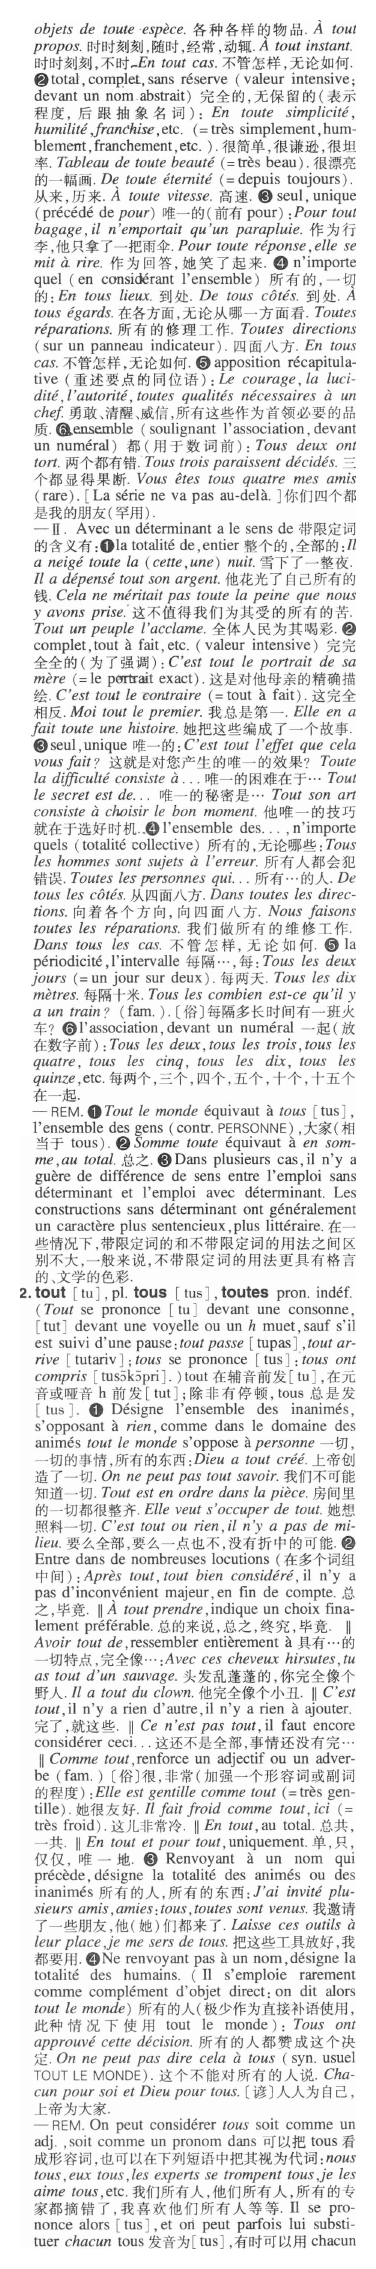 objets de toute espèce. 各种各样的物品. À tout
propos. 时时刻刻,随时,经常,动辄. À tout instant.
时时刻刻,不时.En tout cas. 不管怎样,无论如何.
❷total, complet, sans réserve (valeur intensive;
devant un nom abstrait) 完全的,无保留的(表示
程度, 后跟抽象名词): En toute simplicité,
humilité, franchise, etc. (=très simplement, hum-
blement, franchement, etc. ). 很简单,很谦逊,很坦
率. Tableau de toute beauté (=très beau). 很漂亮
的一幅画. De toute éternité (=depuis toujours).
从来,历来. À toute vitesse. 高速. ❸ seul, unique
(précédé de pour) 唯一的(前有 pour):Pour tout
bagage, il n'emportait qu'un parapluie. 作为行
李,他只拿了一把雨伞. Pour toute réponse, elle se
mit à rire. 作为回答,她笑了起来. ❹ n'importe
quel (en considérant l'ensemble) 所有的,一切
的: En tous lieux. 到处. De tous côtés. 到处. À
tous égards. 在各方面,无论从哪一方面看. Toutes
réparations. 所有的修理工作. Toutes directions
(sur un panneau indicateur). 四面八方. En tous
cas. 不管怎样,无论如何. ❺ apposition récapitula-
tive (重述要点的同位语): Le courage, la luci-
dité, l'autorité, toutes qualités nécessaires à un
chef. 勇敢、清醒、威信,所有这些作为首领必要的品
质. ❻ensemble (soulignant l'association, devant
un numéral) 都(用于数词前): Tous deux ont
tort. 两个都有错. Tous trois paraissent décidés. 三
个都显得果断. Vous êtes tous quatre mes amis
(rare). [La série ne va pas au-delà. ]你们四个都
是我的朋友(罕用).
—Ⅱ. Avec un déterminant a le sens de 带限定词
的含义有:❶la totalité de, entier 整个的,全部的:Il
a neigé toute la (cette, une) nuit. 雪下了一整夜.
Il a dépensé tout son argent. 他花光了自己所有的
钱. Cela ne méritait pas toute la peine que nous
y avons prise. 这不值得我们为其受的所有的苦.
Tout un peuple l'acclame. 全体人民为其喝彩. ❷
complet, tout à fait, etc. (valeur intensive) 完完
全全的(为了强调): C'est tout le portrait de sa
mère (=le portrait exact). 这是对他母亲的精确描
绘. C'est tout le contraire (=tout à fait). 这完全
相反. Moi tout le premier. 我总是第一. Elle en a
fait toute une histoire. 她把这些编成了一个故事.
❸seul, unique 唯一的: C'est tout l'effet que cela
vous fait? 这就是对您产生的唯一的效果? Toute
la difficulté consiste à... 唯一的困难在于… Tout
le secret est de... 唯一的秘密是… Tout son art
consiste à choisir le bon moment. 他唯一的技巧
就在于选好时机. ❹l'ensemble des... , n'importe
quels (totalité collective) 所有的,无论哪些:Tous
les hommes sont sujets à l'erreur. 所有人都会犯
错误. Toutes les personnes qui... 所有…的人. De
tous les côtés. 从四面八方. Dans toutes les direc-
tions. 向着各个方向,向四面八方. Nous faisons
toutes les réparations. 我们做所有的维修工作.
Dans tous les cas. 不管怎样,无论如何. ❺ la
périodicité, l'intervalle 每隔…,每: Tous les deux
jours (=un jour sur deux). 每两天. Tous les dix
mètres. 每隔十米. Tous les combien est-ce qu'il y
a un train? (fam. ). 〔俗〕每隔多长时间有一班火
车? ❻l'association, devant un numéral 一起(放
在数字前): Tous les deux, tous les trois, tous les
quatre, tous les cinq, tous les dix, tous les
quinze, etc. 每两个,三个,四个,五个,十个,十五个
在一起.
— REM. ❶Tout le monde équivaut à tous [tus],
l'ensemble des gens (contr. PERSONNE), 大家(相
当于 tous). ❷Somme toute équivaut à en som-
me, au total. 总之. ❸Dans plusieurs cas, il n'y a
guère de différence de sens entre l'emploi sans
déterminant et l'emploi avec déterminant. Les
constructions sans déterminant ont généralement
un caractère plus sentencieux, plus littéraire. 在一
些情况下,带限定词的和不带限定词的用法之间区
别不大,一般来说,不带限定词的用法更具有格言
的、文学的色彩.
2. tout [tu], pl. tous [tus], toutes pron. indéf.
(Tout se prononce [tu] devant une consonne,
[tut] devant une voyelle ou un h muet, sauf s'il
est suivi d'une pause: tout passe [tupas], tout ar-
rive [tutariv]; tous se prononce [tus]: tous ont
compris [tusɔ̃kɔ̃pri]. )tout 在辅音前发[tu],在元
音或哑音 h 前发[tut];除非有停顿,tous 总是发
[tus]. ❶ Désigne l'ensemble des inanimés,
s'opposant à rien, comme dans le domaine des
animés tout le monde s'oppose à personne 一切,
一切的事情,所有的东西:Dieu a tout créé. 上帝创
造了一切. On ne peut pas tout savoir. 我们不可能
知道一切. Tout est en ordre dans la pièce. 房间里
的一切都很整齐. Elle veut s'occuper de tout. 她想
照料一切. C'est tout ou rien, il n'y a pas de mi-
lieu. 要么全部,要么一点也不,没有折中的可能. ❷
Entre dans de nombreuses locutions (在多个词组
中间): Après tout, tout bien considéré, il n'y a
pas d'inconvénient majeur, en fin de compte. 总
之,毕竟. ‖ À tout prendre, indique un choix fina-
lement préférable. 总的来说,总之,终究,毕竟. ‖
Avoir tout de, ressembler entièrement à 具有…的
一切特点,完全像…: Avec ces cheveux hirsutes, tu
as tout d'un sauvage. 头发乱蓬蓬的,你完全像个
野人. Il a tout du clown. 他完全像个小丑. ‖ C'est
tout, il n'y a rien d'autre, il n'y a rien à ajouter.
完了,就这些. ‖ Ce n'est pas tout, il faut encore
considérer ceci... 这还不是全部,事情还没有完…
‖ Comme tout, renforce un adjectif ou un adver-
be (fam. ) 〔俗〕很,非常(加强一个形容词或副词
的程度): Elle est gentille comme tout (=très gen-
tille). 她很友好. Il fait froid comme tout, ici (=
très froid). 这儿非常冷. ‖ En tout, au total. 总共,
一共. ‖ En tout et pour tout, uniquement. 单,只,
仅仅, 唯一地. ❸ Renvoyant à un nom qui
précède, désigne la totalité des animés ou des
inanimés 所有的人,所有的东西: J'ai invité plu-
sieurs amis, amies: tous, toutes sont venus. 我邀请
了一些朋友,他(她)们都来了. Laisse ces outils à
leur place, je me sers de tous. 把这些工具放好,我
都要用. ❹Ne renvoyant pas à un nom, désigne la
totalité des humains. (Il s'emploie rarement
comme complément d'objet direct: on dit alors
tout le monde) 所有的人(极少作为直接补语使用,
此种情况下使用 tout le monde): Tous ont
approuvé cette décision. 所有的人都赞成这个决
定. On ne peut pas dire cela à tous (syn. usuel
TOUT LE MONDE). 这个不能对所有的人说. Cha-
cun pour soi et Dieu pour tous. [谚]人人为自己,
上帝为大家.
— REM. On peut considérer tous soit comme un
adj. , soit comme un pronom dans 可以把 tous 看
成形容词,也可以在下列短语中把其视为代词: nous
tous, eux tous, les experts se trompent tous, je les
aime tous, etc. 我们所有人,他们所有人,所有的专
家都搞错了,我喜欢他们所有人等等. Il se pro-
nonce alors [tus], et on peut parfois lui substi-
tuer chacun tous 发音为[tus],有时可以用 chacun